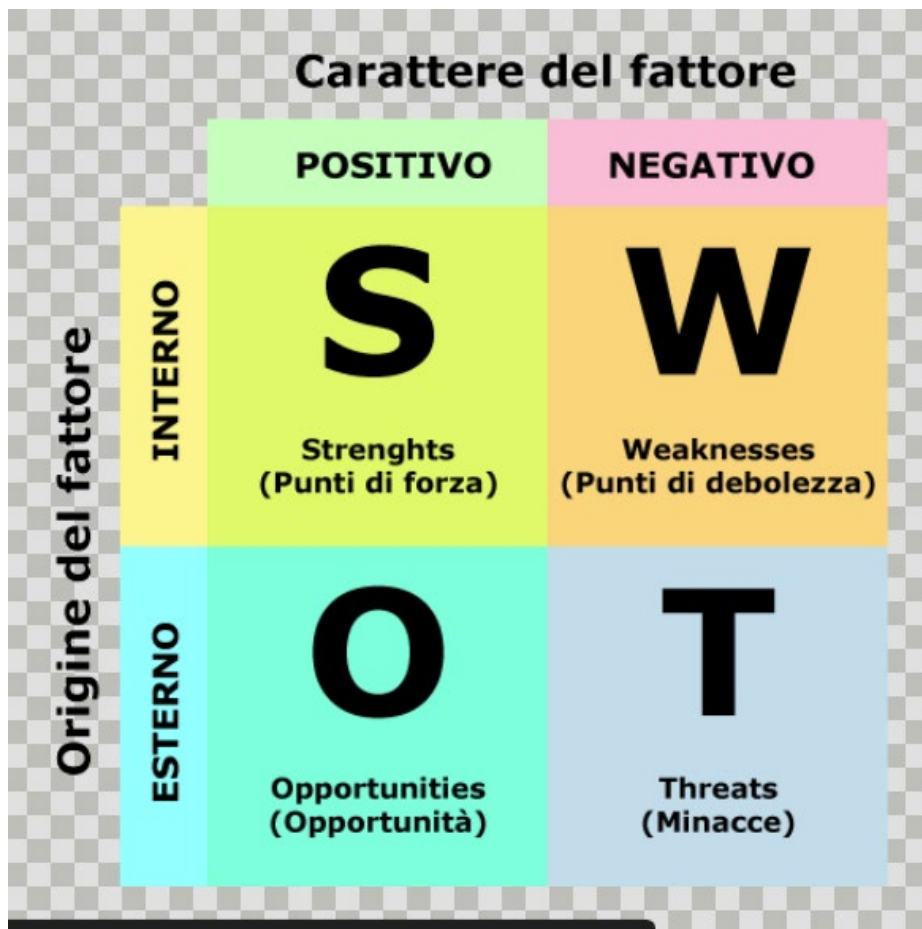 Carattere del fattore
POSITIVO
NEGATIVO
Origine del fattore
INTERNO
S
Strenghts
(Punti di forza)
W
Weaknesses
(Punti di debolezza)
ESTERNO
O
Opportunities
(Opportunità)
T
Threats
(Minacce)